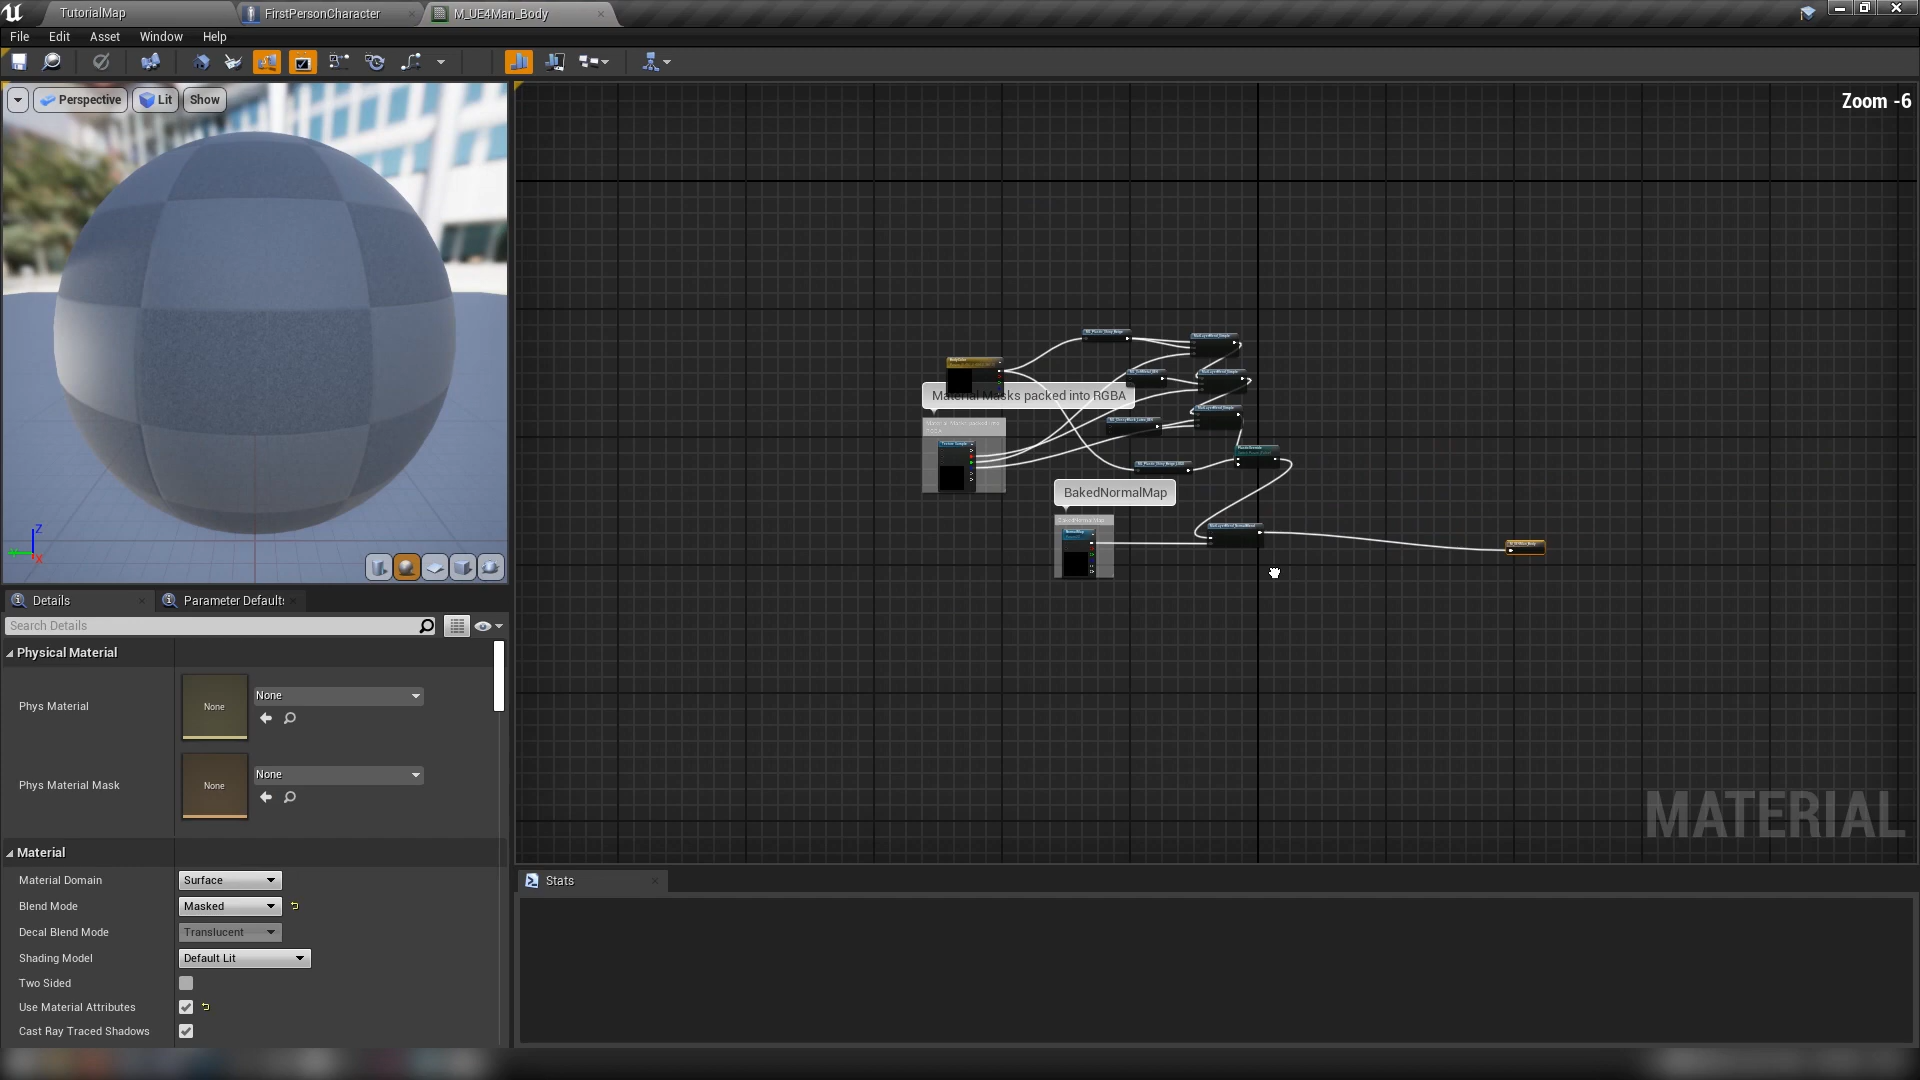 TutorialMap
FirstPersonCharacter
M_UE4Man_Body
File Edit Asset Window Help
Perspective Lit Show
Zoom -6
Material Masks packed into RGBA
BakedNormalMap
MATERIAL
Details
Parameter Defaults
Search Details
Physical Material
Phys Material
None
None
Phys Material Mask
None
None
Material
Material Domain
Surface
Blend Mode
Masked
Decal Blend Mode
Translucent
Shading Model
Default Lit
Two Sided
Use Material Attributes
Cast Ray Traced Shadows
Stats